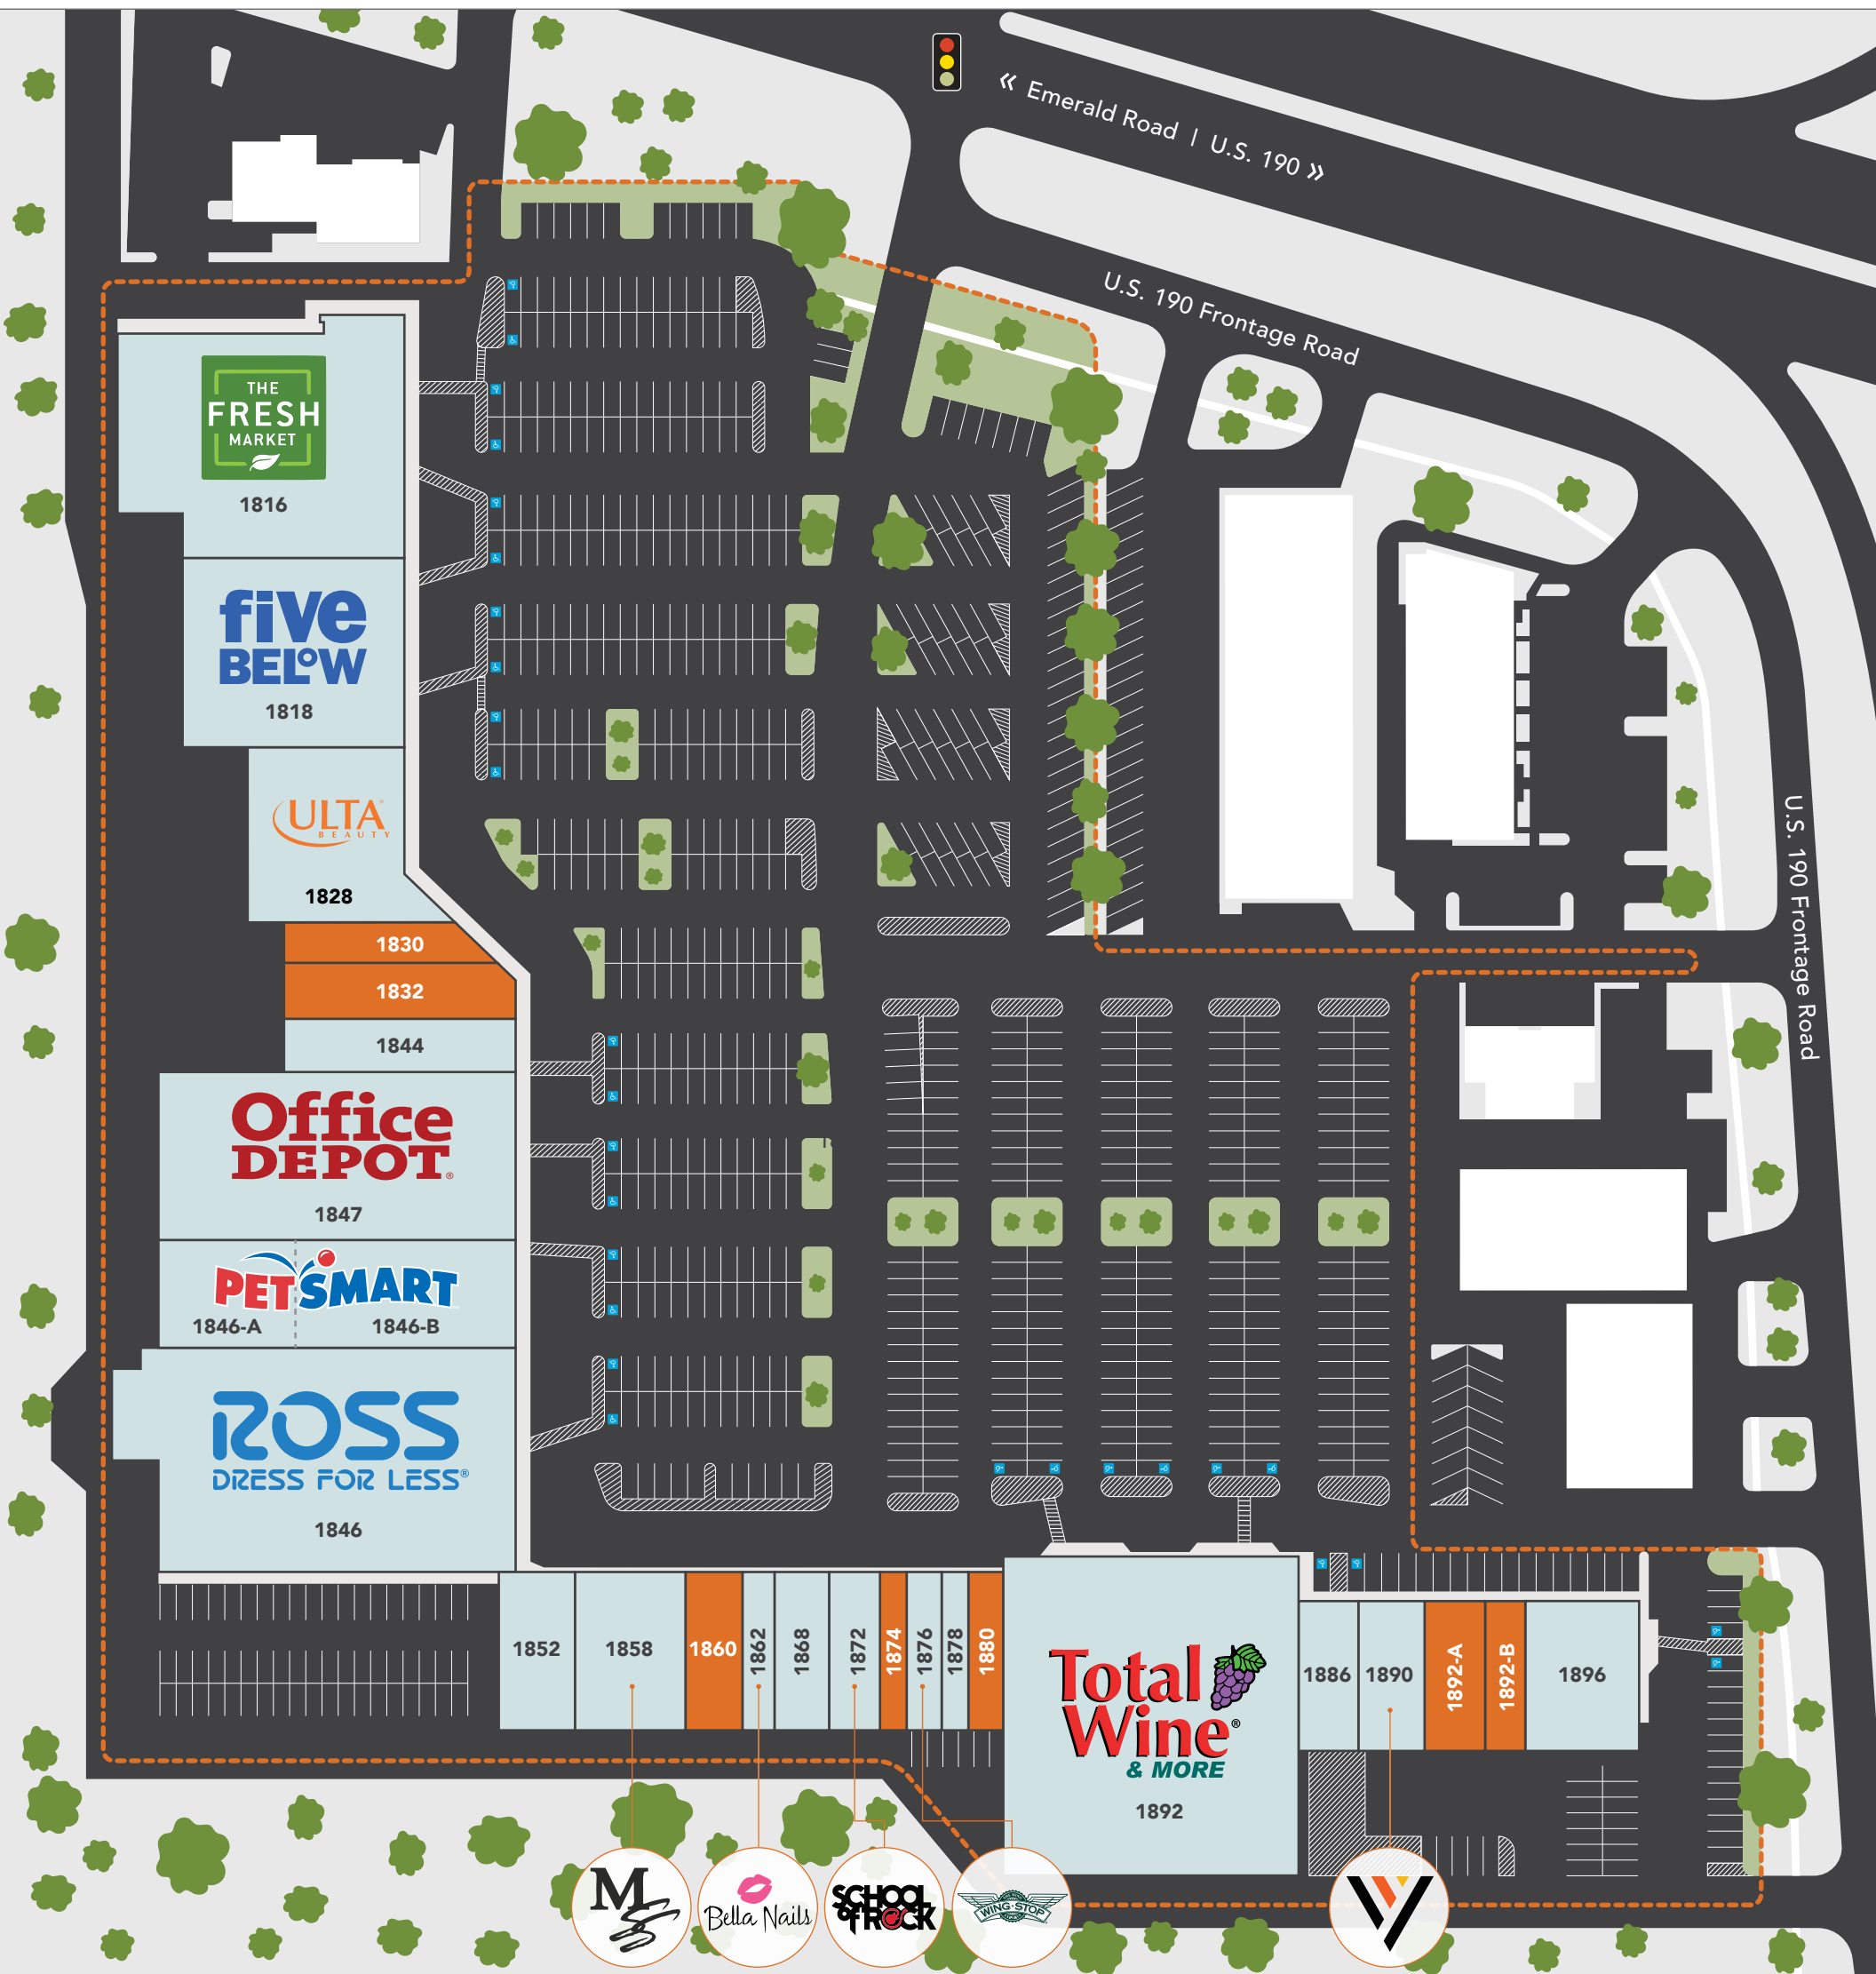 « Emerald Road | U.S. 190 »
U.S. 190 Frontage Road
THE
FRESH
MARKET
1816
five
BELOW
1818
ULTA
BEAUTY
1828
1830
1832
1844
Office
DEPOT®
1847
PETSMART
1846-A
1846-B
ROSS
DRESS FOR LESS®
1846
U.S. 190 Frontage Road
1852
1858
1860
1862
1868
1872
1874
1876
1878
1880
Total
Wine®
& MORE
1892
1886
1890
1892-A
1892-B
1896
M
Bella Nails
SCHOOL
of ROCK
WING·STOP